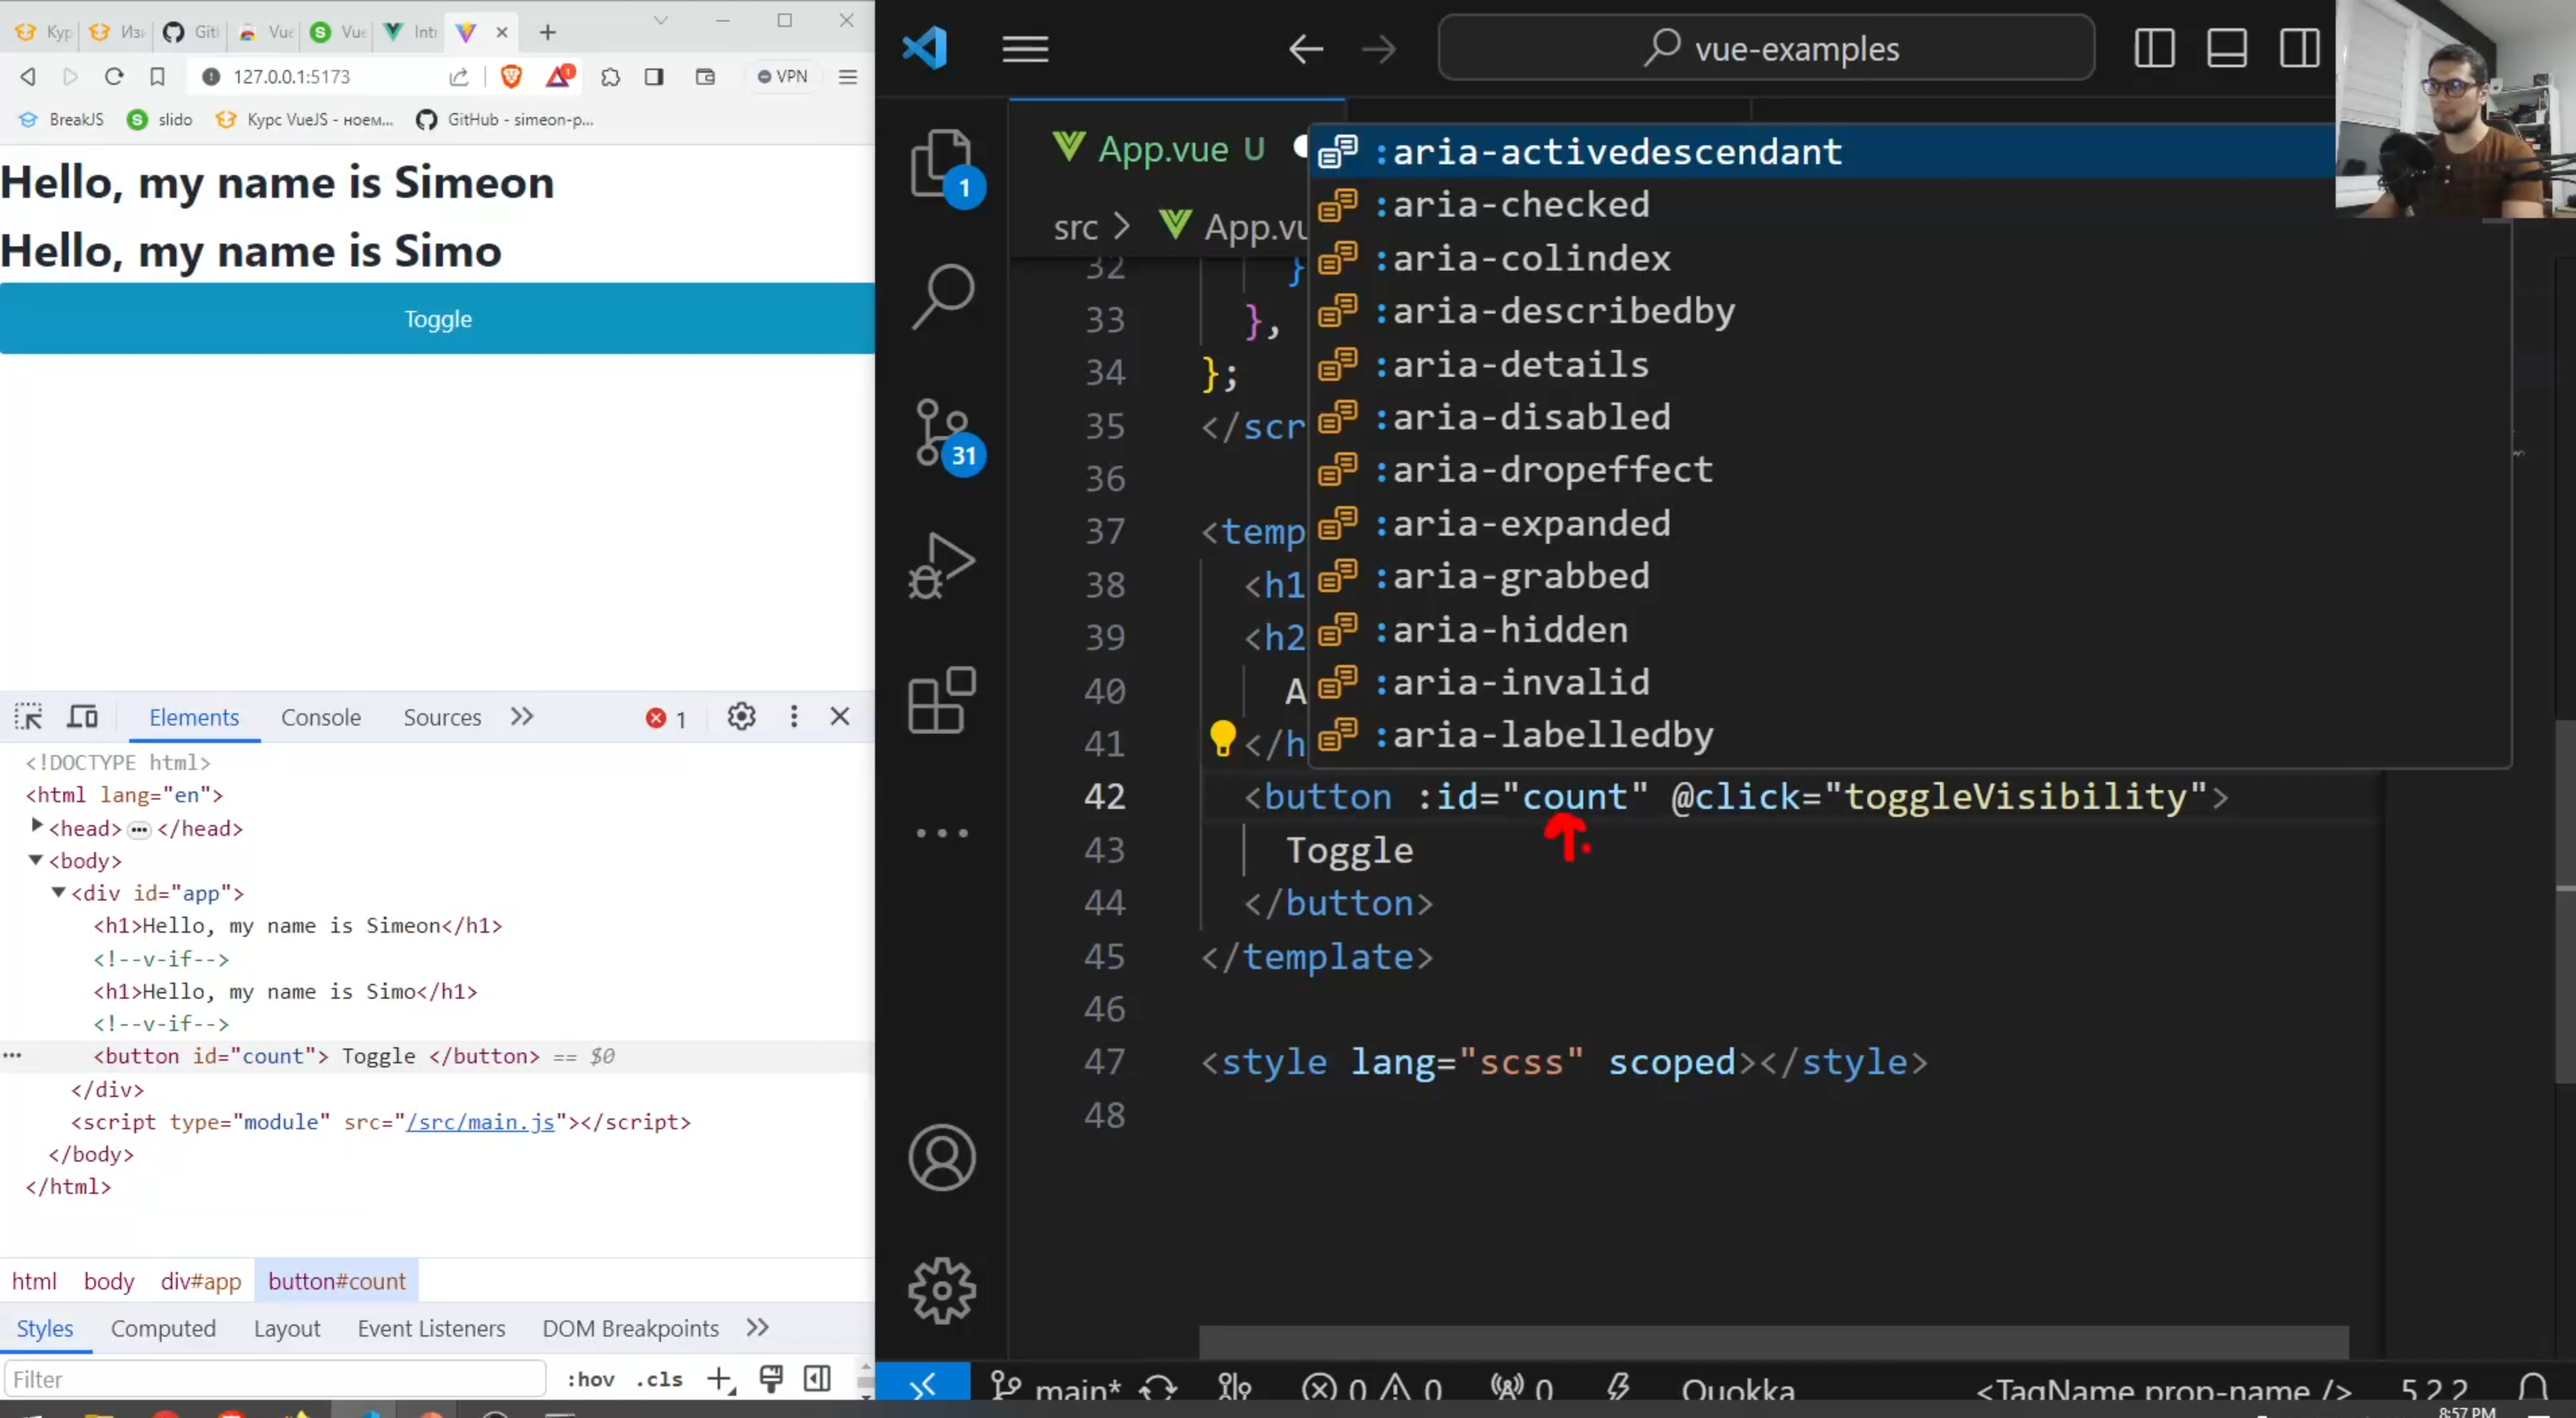 Кур
Из
Git
Vue
Vue
Intr
127.0.0.1:5173
1
VPN
BreakJS
slido
Курс VueJS - ноем...
GitHub - simeon-p...
Hello, my name is Simeon
Hello, my name is Simo
Toggle
Elements
Console
Sources
1
<!DOCTYPE html>
<html lang="en">
<head> ••• </head>
<body>
<div id="app">
<h1>Hello, my name is Simeon</h1>
<!--v-if-->
<h1>Hello, my name is Simo</h1>
<!--v-if-->
<button id="count"> Toggle </button> == $0
</div>
<script type="module" src="/src/main.js"></script>
</body>
</html>
html
body
div#app
button#count
Styles
Computed
Layout
Event Listeners
DOM Breakpoints
Filter
:hov
.cls
vue-examples
1
31
App.vue U
src > App.vu
:aria-activedescendant
:aria-checked
:aria-colindex
:aria-describedby
:aria-details
:aria-disabled
:aria-dropeffect
:aria-expanded
:aria-grabbed
:aria-hidden
:aria-invalid
:aria-labelledby
32 }
33 },
34 };
35 </scr
36
37 <temp
38 <h1
39 <h2
40 A
41 </h
42 <button :id="count" @click="toggleVisibility">
43 Toggle
44 </button>
45 </template>
46
47 <style lang="scss" scoped></style>
48
main*
0
0
0
Quokka
<TagName prop-name />
5.2.2
8:57 PM